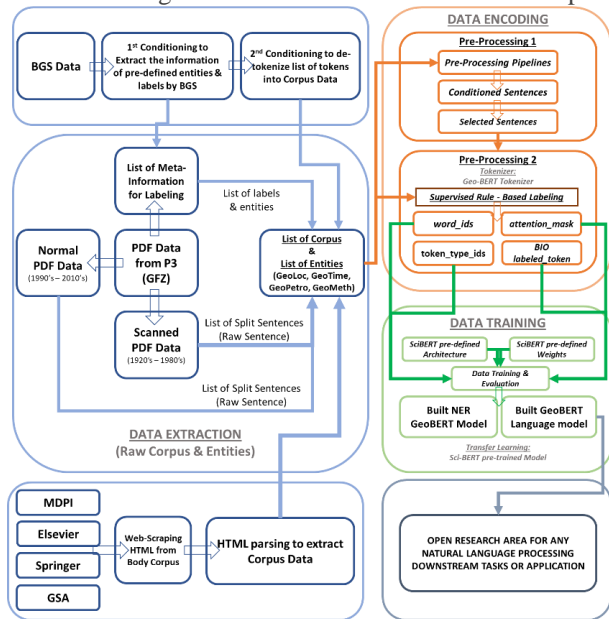 BGS Data
1st Conditioning to
Extract the information
of pre-defined entities &
labels by BGS
2nd Conditioning to de-
tokenize list of tokens
into Corpus Data
List of Meta-
Information
for Labeling
List of labels
& entities
Normal
PDF Data
(1990's – 2010's)
PDF Data
from P3
(GFZ)
List of Corpus
&
List of Entities
(GeoLoc, GeoTime,
GeoPetro, GeoMeth)
Scanned
PDF Data
(1920's – 1980's)
List of Split Sentences
(Raw Sentence)
List of Split Sentences
(Raw Sentence)
DATA EXTRACTION
(Raw Corpus & Entities)
MDPI
Elsevier
Springer
GSA
Web-Scraping
HTML from
Body Corpus
HTML parsing to extract
Corpus Data
DATA ENCODING
Pre-Processing 1
Pre-Processing Pipelines
Conditioned Sentences
Selected Sentences
Pre-Processing 2
Tokenizer:
Geo-BERT Tokenizer
Supervised Rule - Based Labeling
word_ids
attention_mask
token_type_ids
BIO
labeled_token
DATA TRAINING
SciBERT pre-defined
Architecture
SciBERT pre-defined
Weights
Data Training &
Evaluation
Built NER
GeoBERT Model
Built GeoBERT
Language model
Transfer Learning:
Sci-BERT pre-trained Model
OPEN RESEARCH AREA FOR ANY
NATURAL LANGUAGE PROCESSING
DOWNSTREAM TASKS OR APPLICATION